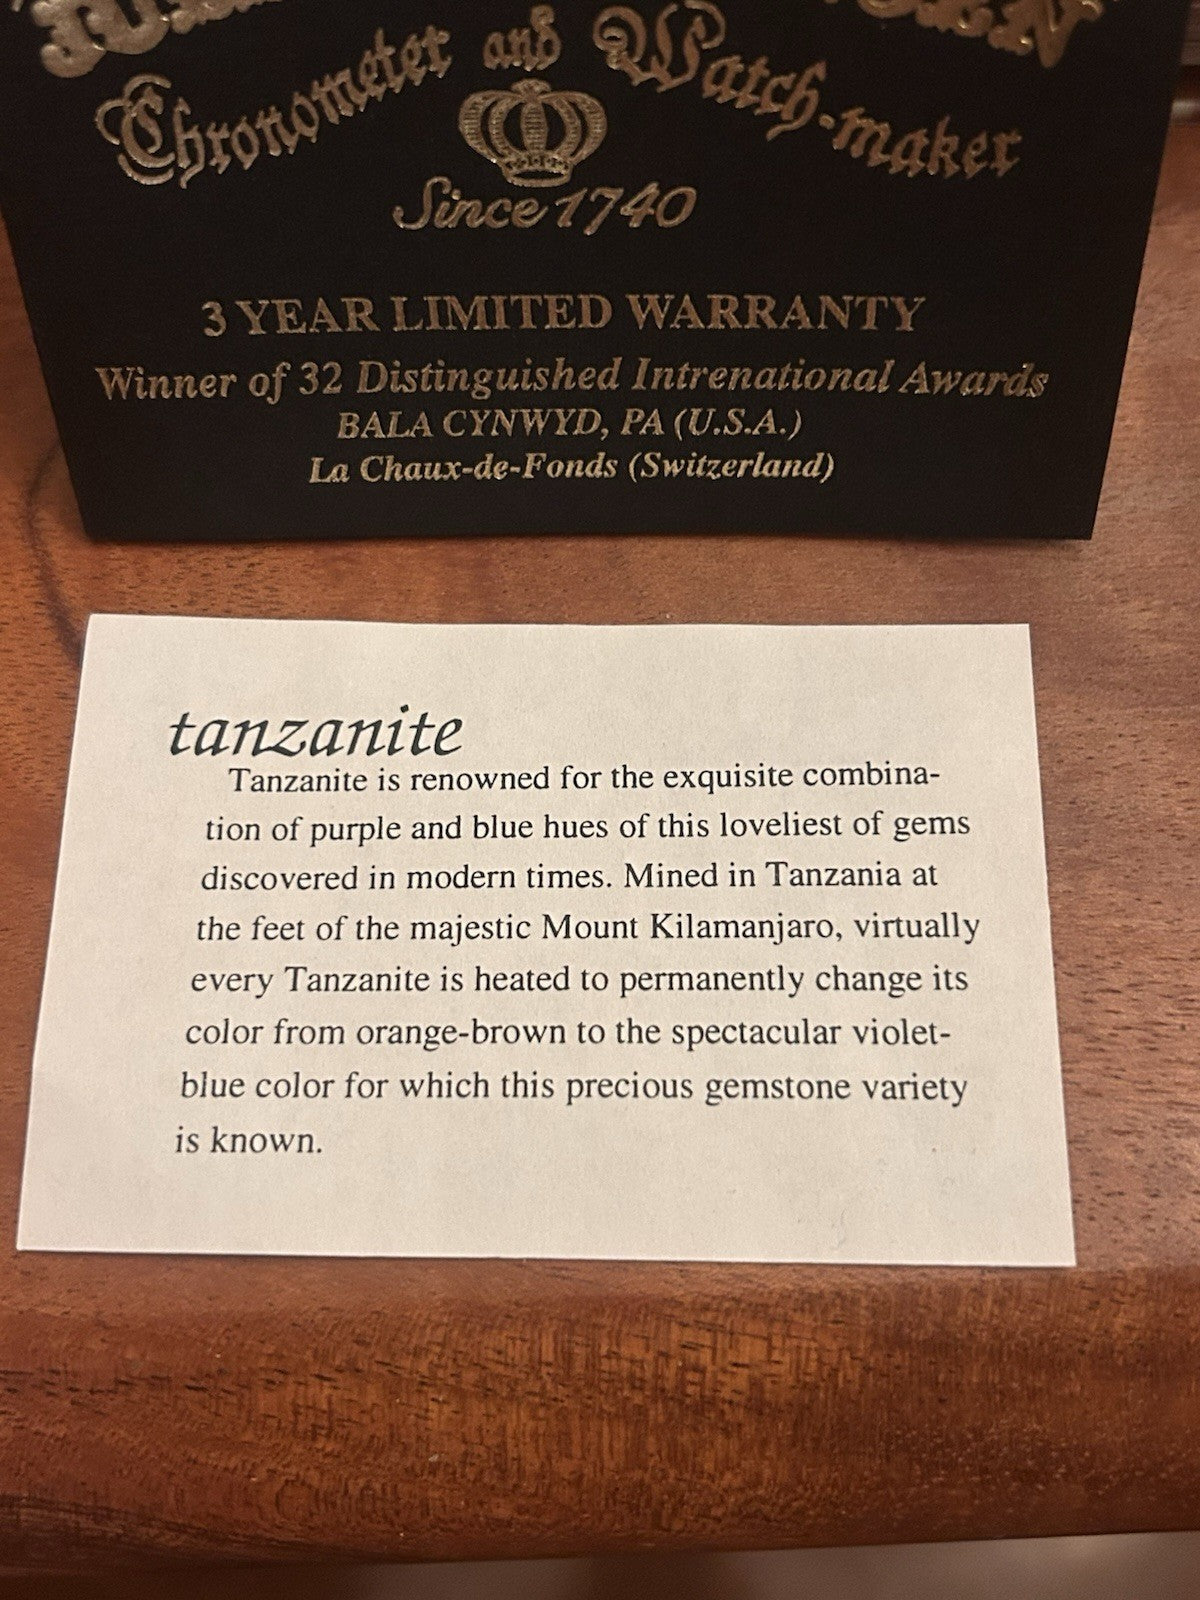 Chronometer and Watch-maker
Since 1740
3 YEAR LIMITED WARRANTY
Winner of 32 Distinguished Intrenational Awards
BALA CYNWYD, PA (U.S.A.)
La Chaux-de-Fonds (Switzerland)
tanzanite
Tanzanite is renowned for the exquisite combina-
tion of purple and blue hues of this loveliest of gems
discovered in modern times. Mined in Tanzania at
the feet of the majestic Mount Kilamanjaro, virtually
every Tanzanite is heated to permanently change its
color from orange-brown to the spectacular violet-
blue color for which this precious gemstone variety
is known.